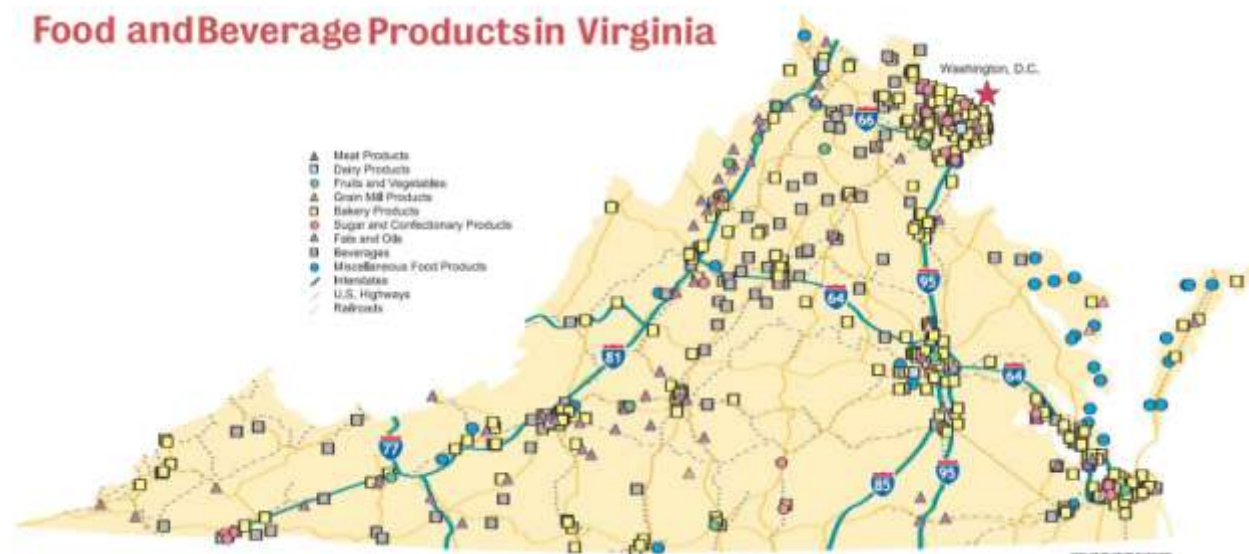 Food and Beverage Products in Virginia
Washington, D.C.
66
Meat Products
Dairy Products
Fruits and Vegetables
Grain Mill Products
Bakery Products
Sugar and Confectionary Products
Fats and Oils
Beverages
Miscellaneous Food Products
Interstates
U.S. Highways
Railroads
95
64
81
64
77
85
95